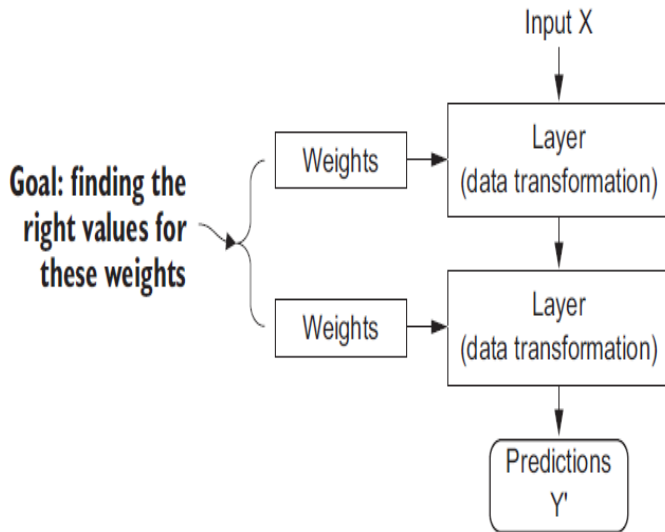 Input X
Weights
Layer
(data transformation)
Goal: finding the
right values for
these weights
Weights
Layer
(data transformation)
Predictions
Y'